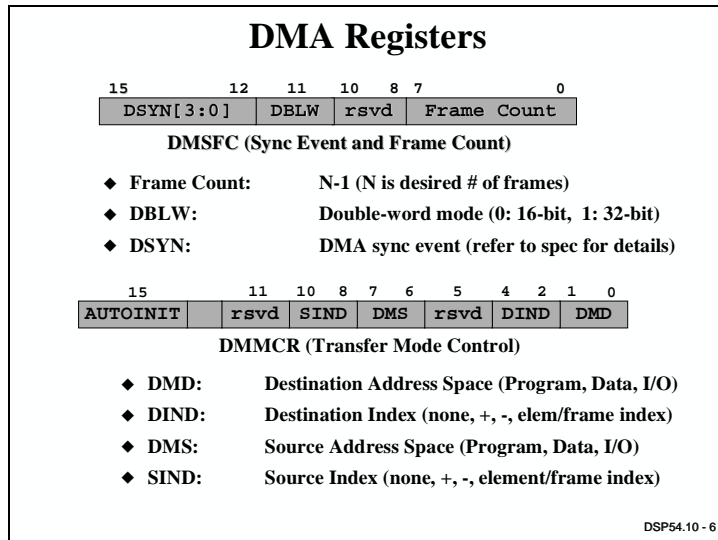 DMA Registers
15 12 11 10 8 7 0
DSYN[3:0] DBLW rsvd Frame Count
DMSFC (Sync Event and Frame Count)
◆ Frame Count: N-1 (N is desired # of frames)
◆ DBLW: Double-word mode (0: 16-bit, 1: 32-bit)
◆ DSYN: DMA sync event (refer to spec for details)
15 11 10 8 7 6 5 4 2 1 0
AUTOINIT rsvd SIND DMS rsvd DIND DMD
DMMCR (Transfer Mode Control)
◆ DMD: Destination Address Space (Program, Data, I/O)
◆ DIND: Destination Index (none, +, -, elem/frame index)
◆ DMS: Source Address Space (Program, Data, I/O)
◆ SIND: Source Index (none, +, -, element/frame index)
DSP54.10 - 6